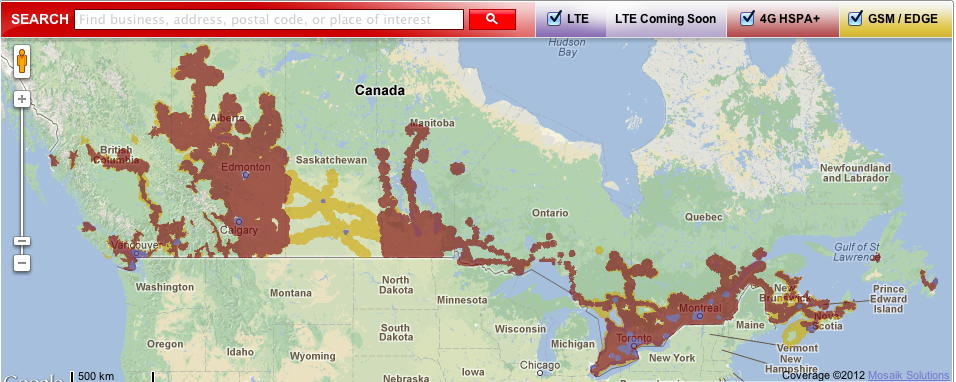 SEARCH Find business, address, postal code, or place of interest LTE LTE Coming Soon 4G HSPA+ GSM / EDGE
Hudson
Bay
Canada
Alberta
Manitoba
British
Columbia
Edmonton
Saskatchewan
Newfoundland
and Labrador
Ontario
Quebec
Calgary
Vancouver
Gulf of St
Lawrence
Washington
Montana
North
Dakota
Minnesota
New
Brunswick
Prince
Edward
Island
Montreal
Nova
Scotia
Maine
Oregon
Idaho
Wyoming
South
Dakota
Wisconsin
Michigan
Toronto
New York
Vermont
New
Hampshire
Iowa
Chicago
Nebraska
500 km
Coverage ©2012 Mosaik Solutions